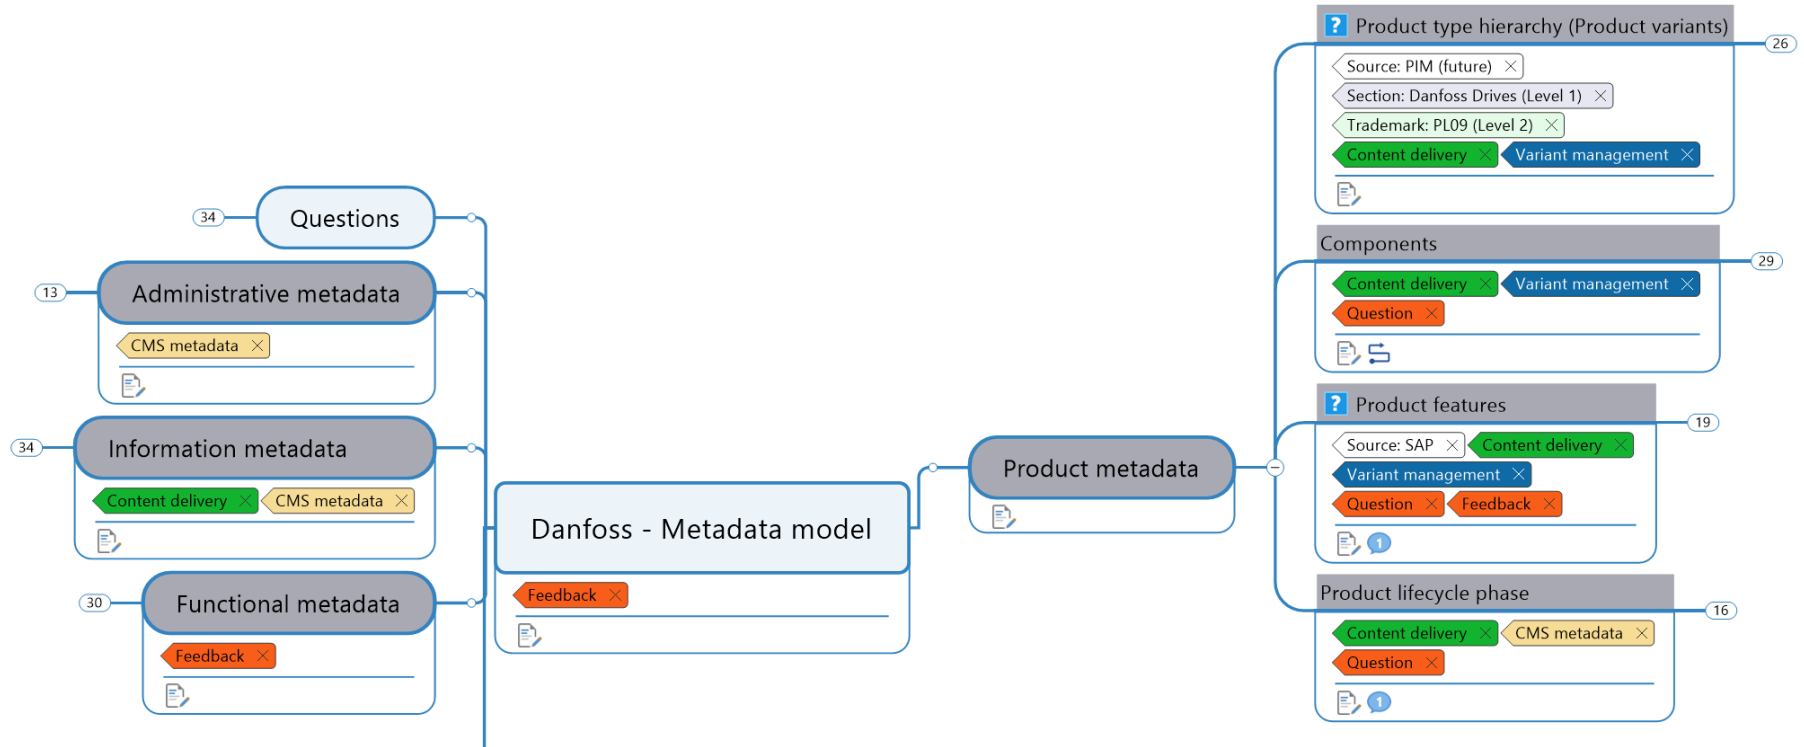 Questions
34
Administrative metadata
13
CMS metadata
Information metadata
34
Content delivery CMS metadata
Functional metadata
30
Feedback
Danfoss - Metadata model
Feedback
Product metadata
? Product type hierarchy (Product variants)
26
Source: PIM (future)
Section: Danfoss Drives (Level 1)
Trademark: PL09 (Level 2)
Content delivery Variant management
Components
29
Content delivery Variant management
Question
? Product features
19
Source: SAP Content delivery
Variant management
Question Feedback
1
Product lifecycle phase
16
Content delivery CMS metadata
Question
1